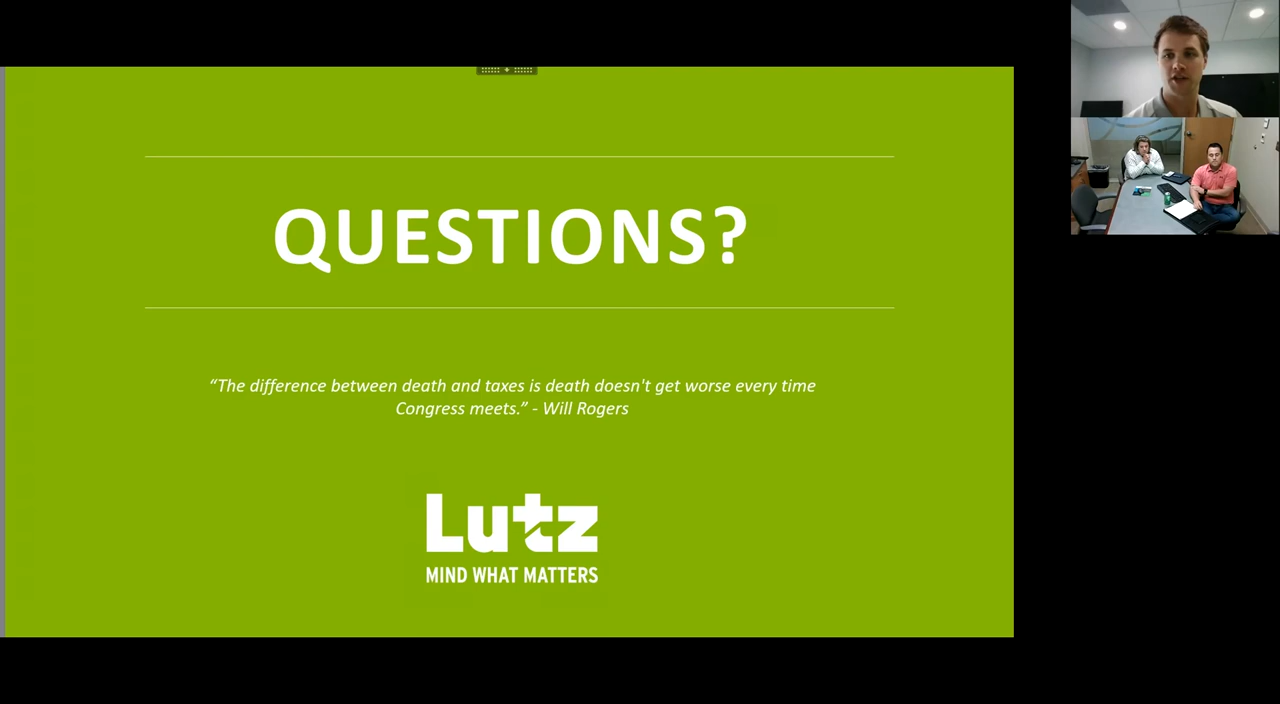 QUESTIONS?
“The difference between death and taxes is death doesn't get worse every time
Congress meets.” - Will Rogers
Lutz
MIND WHAT MATTERS